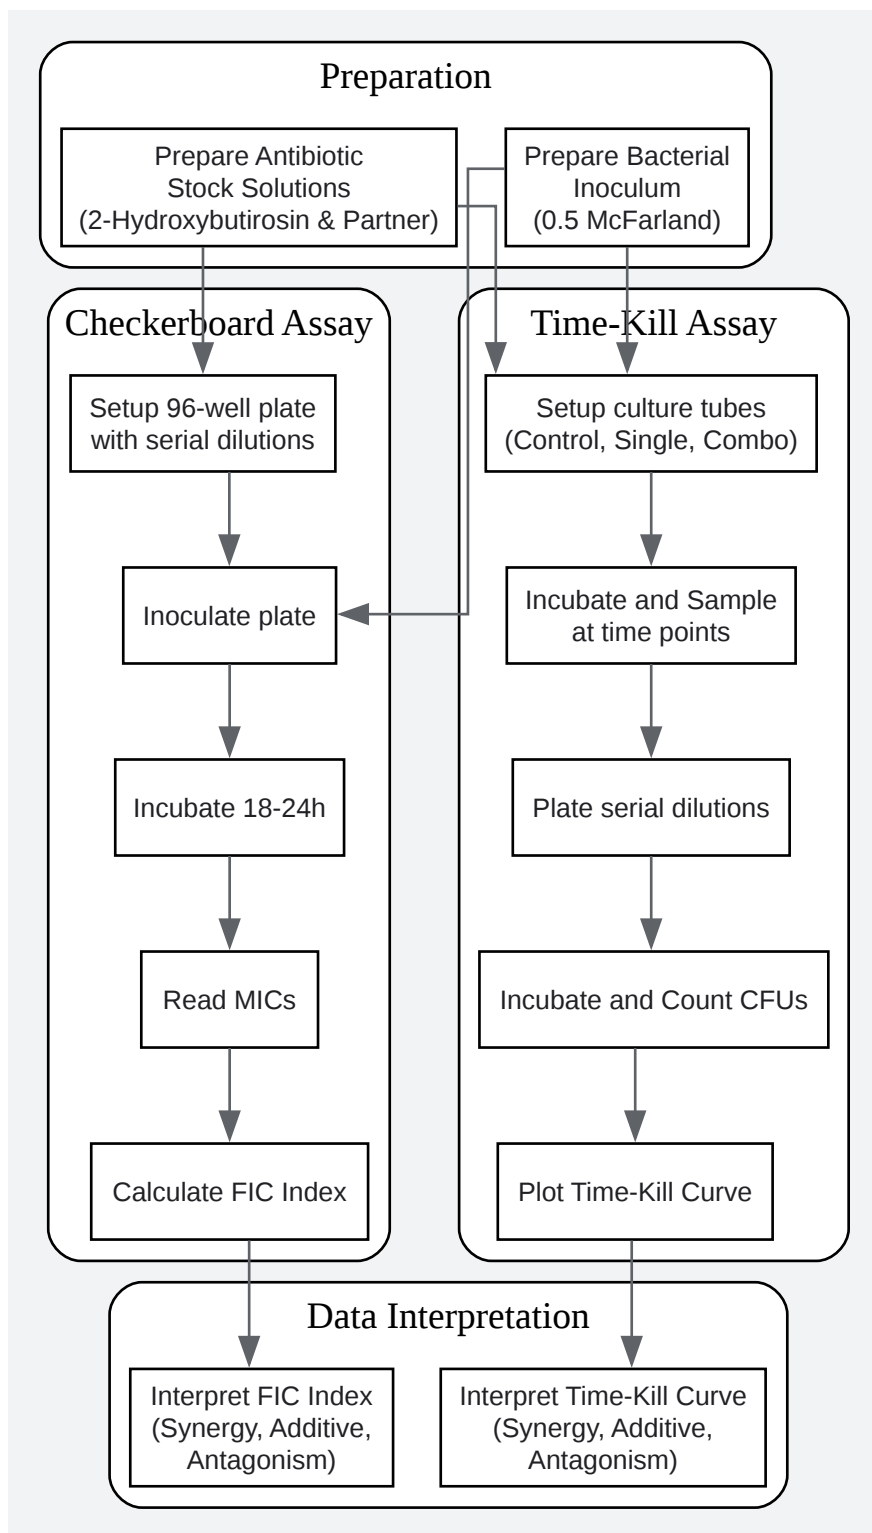 Preparation
Prepare Antibiotic
Stock Solutions
(2-Hydroxybutirosin & Partner)
Prepare Bacterial
Inoculum
(0.5 McFarland)
Checkerboard Assay
Setup 96-well plate
with serial dilutions
Inoculate plate
Incubate 18-24h
Read MICs
Calculate FIC Index
Time-Kill Assay
Setup culture tubes
(Control, Single, Combo)
Incubate and Sample
at time points
Plate serial dilutions
Incubate and Count CFUs
Plot Time-Kill Curve
Data Interpretation
Interpret FIC Index
(Synergy, Additive,
Antagonism)
Interpret Time-Kill Curve
(Synergy, Additive,
Antagonism)